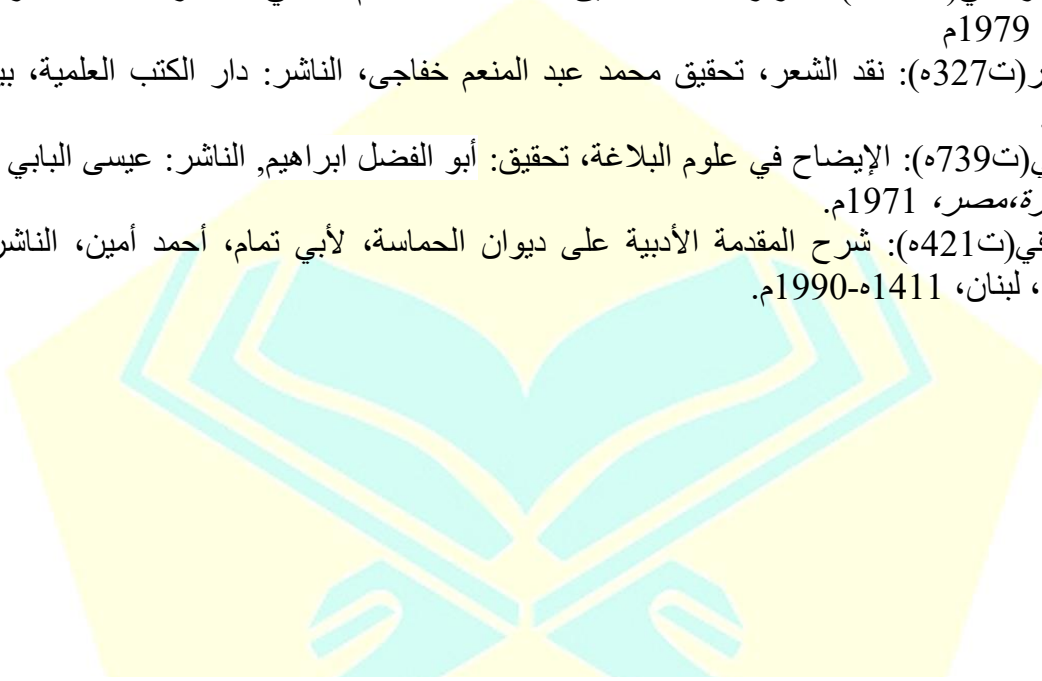 1979م
ر(ت327ه): نقد الشعر، تحقيق محمد عبد المنعم خفاجى، الناشر: دار الكتب العلمية، بي
.
ي(ت739ه): الإيضاح في علوم البلاغة، تحقيق: أبو الفضل ابراهيم, الناشر: عيسى البابي
رة،مصر، 1971م.
قي(ت421ه): شرح المقدمة الأدبية على ديوان الحماسة، لأبي تمام، أحمد أمين، الناشر
، لبنان، 1411ه-1990م.